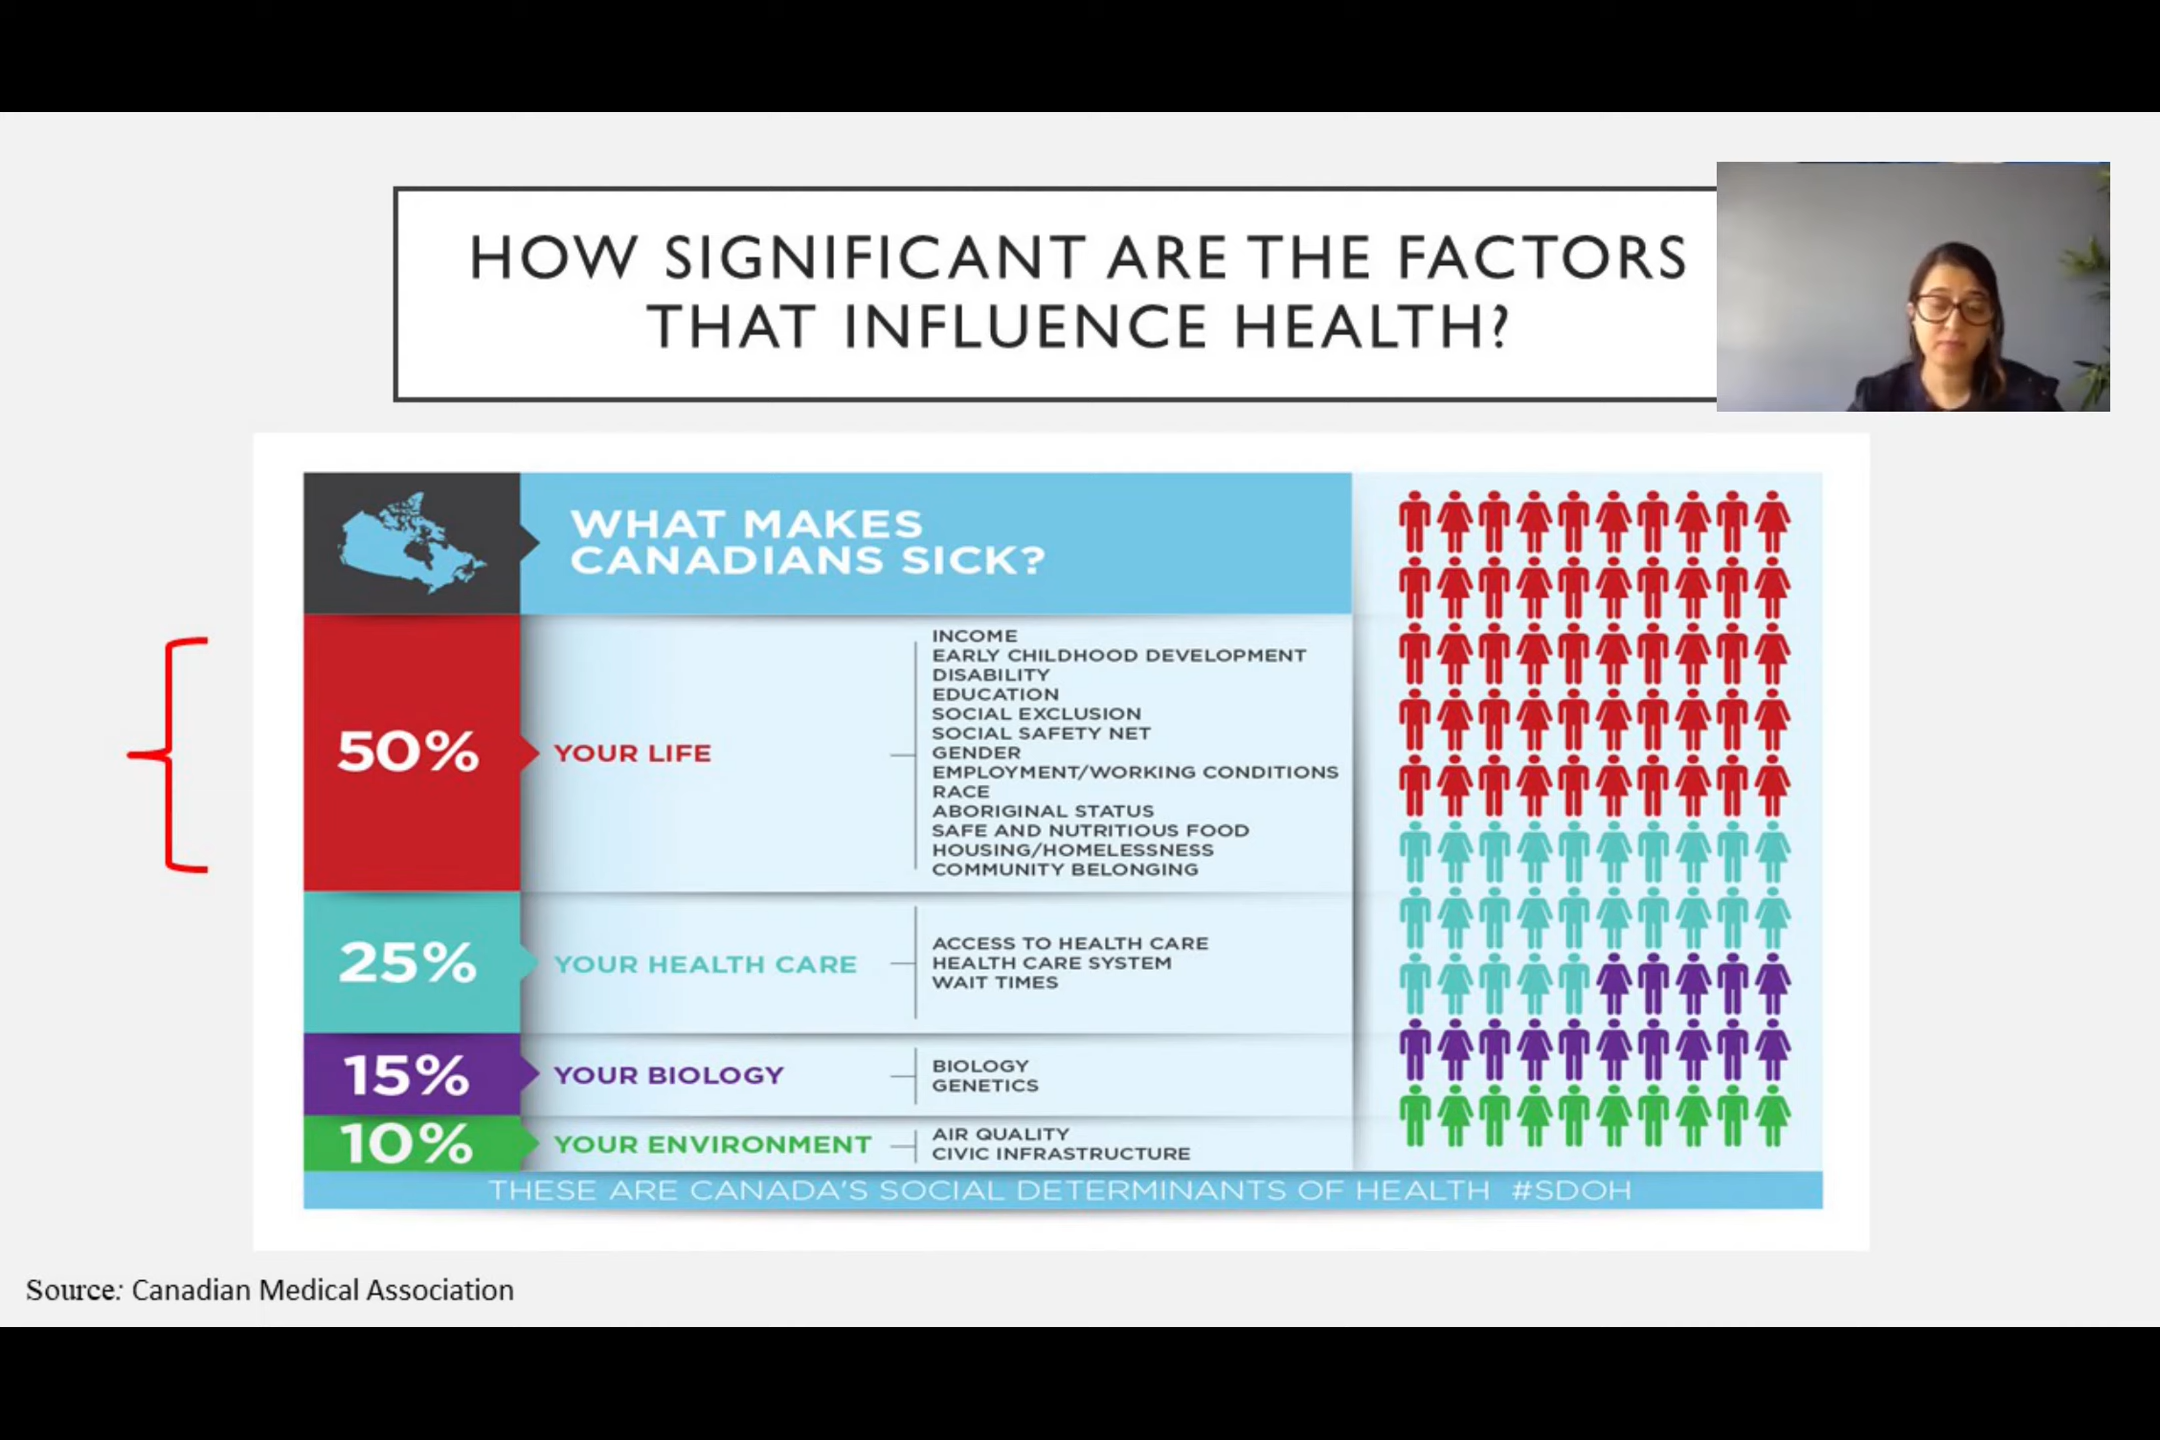 HOW SIGNIFICANT ARE THE FACTORS
THAT INFLUENCE HEALTH?
WHAT MAKES
CANADIANS SICK?
50%
YOUR LIFE
INCOME
EARLY CHILDHOOD DEVELOPMENT
DISABILITY
EDUCATION
SOCIAL EXCLUSION
SOCIAL SAFETY NET
GENDER
EMPLOYMENT/WORKING CONDITIONS
RACE
ABORIGINAL STATUS
SAFE AND NUTRITIOUS FOOD
HOUSING/HOMELESSNESS
COMMUNITY BELONGING
25%
YOUR HEALTH CARE
ACCESS TO HEALTH CARE
HEALTH CARE SYSTEM
WAIT TIMES
15%
YOUR BIOLOGY
BIOLOGY
GENETICS
10%
YOUR ENVIRONMENT
AIR QUALITY
CIVIC INFRASTRUCTURE
THESE ARE CANADA'S SOCIAL DETERMINANTS OF HEALTH #SDOH
Source: Canadian Medical Association